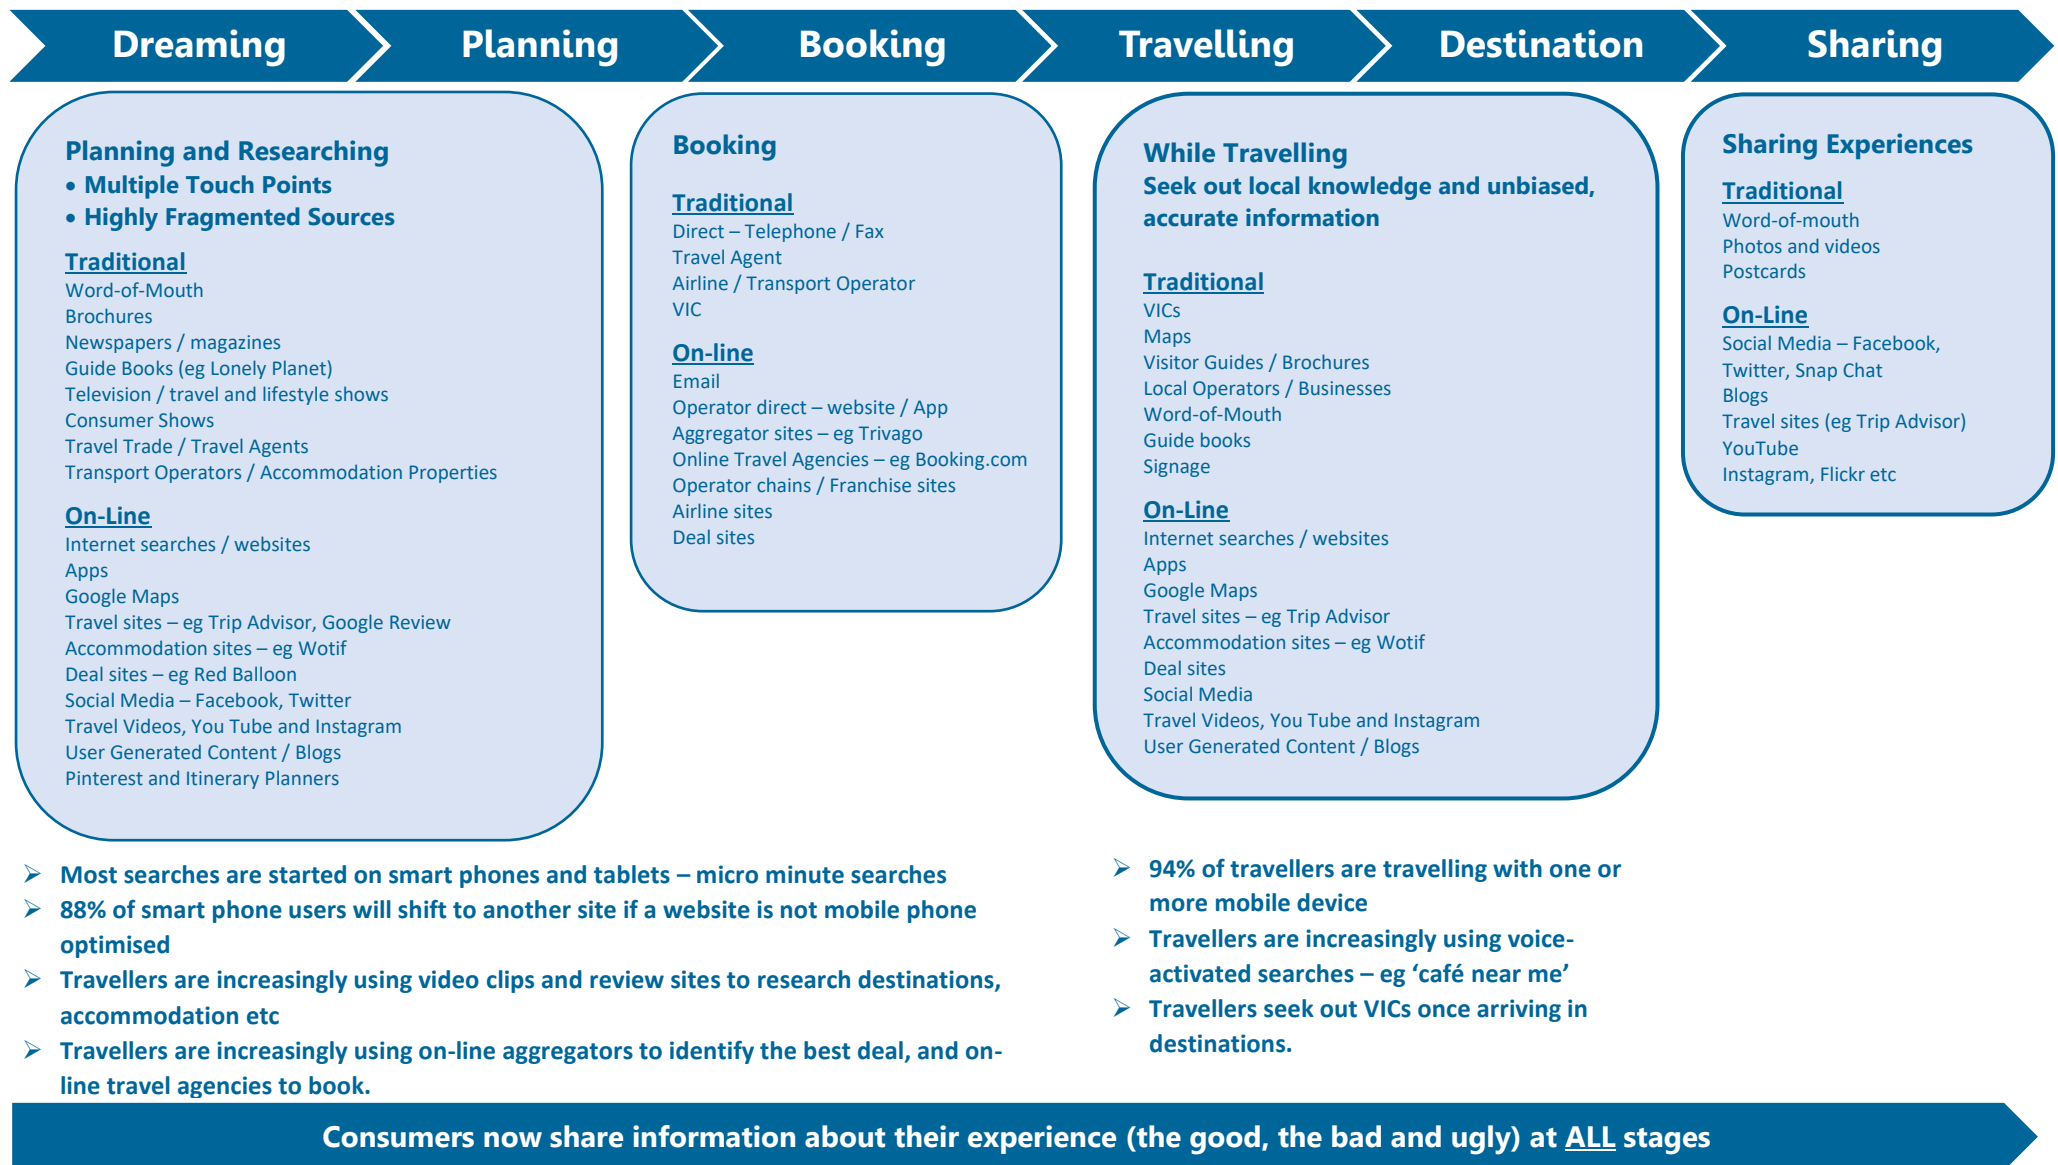 Dreaming
Planning
Booking
Travelling
Destination
Sharing
Planning and Researching
• Multiple Touch Points
• Highly Fragmented Sources
Traditional
Word-of-Mouth
Brochures
Newspapers / magazines
Guide Books (eg Lonely Planet)
Television / travel and lifestyle shows
Consumer Shows
Travel Trade / Travel Agents
Transport Operators / Accommodation Properties
On-Line
Internet searches / websites
Apps
Google Maps
Travel sites – eg Trip Advisor, Google Review
Accommodation sites – eg Wotif
Deal sites – eg Red Balloon
Social Media – Facebook, Twitter
Travel Videos, You Tube and Instagram
User Generated Content / Blogs
Pinterest and Itinerary Planners
Booking
Traditional
Direct – Telephone / Fax
Travel Agent
Airline / Transport Operator
VIC
On-line
Email
Operator direct – website / App
Aggregator sites – eg Trivago
Online Travel Agencies – eg Booking.com
Operator chains / Franchise sites
Airline sites
Deal sites
While Travelling
Seek out local knowledge and unbiased,
accurate information
Traditional
VICs
Maps
Visitor Guides / Brochures
Local Operators / Businesses
Word-of-Mouth
Guide books
Signage
On-Line
Internet searches / websites
Apps
Google Maps
Travel sites – eg Trip Advisor
Accommodation sites – eg Wotif
Deal sites
Social Media
Travel Videos, You Tube and Instagram
User Generated Content / Blogs
Sharing Experiences
Traditional
Word-of-mouth
Photos and videos
Postcards
On-Line
Social Media – Facebook,
Twitter, Snap Chat
Blogs
Travel sites (eg Trip Advisor)
YouTube
Instagram, Flickr etc
➢ Most searches are started on smart phones and tablets – micro minute searches
➢ 88% of smart phone users will shift to another site if a website is not mobile phone
optimised
➢ Travellers are increasingly using video clips and review sites to research destinations,
accommodation etc
➢ Travellers are increasingly using on-line aggregators to identify the best deal, and on-
line travel agencies to book.
➢ 94% of travellers are travelling with one or
more mobile device
➢ Travellers are increasingly using voice-
activated searches – eg ‘café near me’
➢ Travellers seek out VICs once arriving in
destinations.
Consumers now share information about their experience (the good, the bad and ugly) at ALL stages